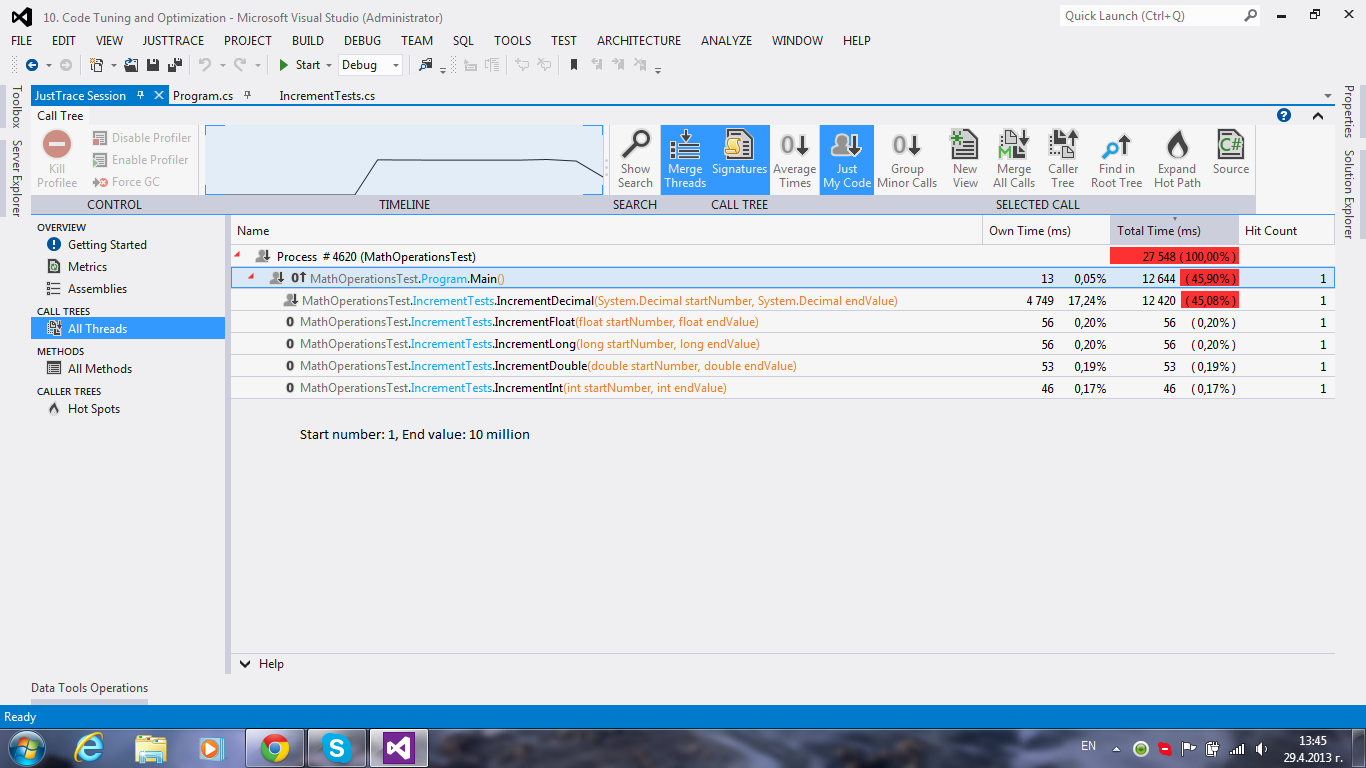 10. Code Tuning and Optimization - Microsoft Visual Studio (Administrator)
Quick Launch (Ctrl+Q)
FILE EDIT VIEW JUSTTRACE PROJECT BUILD DEBUG TEAM SQL TOOLS TEST ARCHITECTURE ANALYZE WINDOW HELP
Start Debug
Toolbox
Server Explorer
Properties
Solution Explorer
JustTrace Session Program.cs IncrementTests.cs
Call Tree
Kill Profilee
Disable Profiler
Enable Profiler
Force GC
Show Search
Merge Threads
Signatures
Average Times
Just My Code
Group Minor Calls
New View
Merge All Calls
Caller Tree
Find in Root Tree
Expand Hot Path
Source
CONTROL TIMELINE SEARCH CALL TREE SELECTED CALL
OVERVIEW
Getting Started
Metrics
Assemblies
CALL TREES
All Threads
METHODS
All Methods
CALLER TREES
Hot Spots
Name Own Time (ms) Total Time (ms) Hit Count
Process # 4620 (MathOperationsTest) 27 548 (100,00%)
0 MathOperationsTest.Program.Main() 13 0,05% 12 644 (45,90%) 1
MathOperationsTest.IncrementTests.IncrementDecimal(System.Decimal startNumber, System.Decimal endValue) 4 749 17,24% 12 420 (45,08%) 1
0 MathOperationsTest.IncrementTests.IncrementFloat(float startNumber, float endValue) 56 0,20% 56 (0,20%) 1
0 MathOperationsTest.IncrementTests.IncrementLong(long startNumber, long endValue) 56 0,20% 56 (0,20%) 1
0 MathOperationsTest.IncrementTests.IncrementDouble(double startNumber, double endValue) 53 0,19% 53 (0,19%) 1
0 MathOperationsTest.IncrementTests.IncrementInt(int startNumber, int endValue) 46 0,17% 46 (0,17%) 1
Start number: 1, End value: 10 million
Help
Data Tools Operations
Ready
EN
13:45
29.4.2013 г.